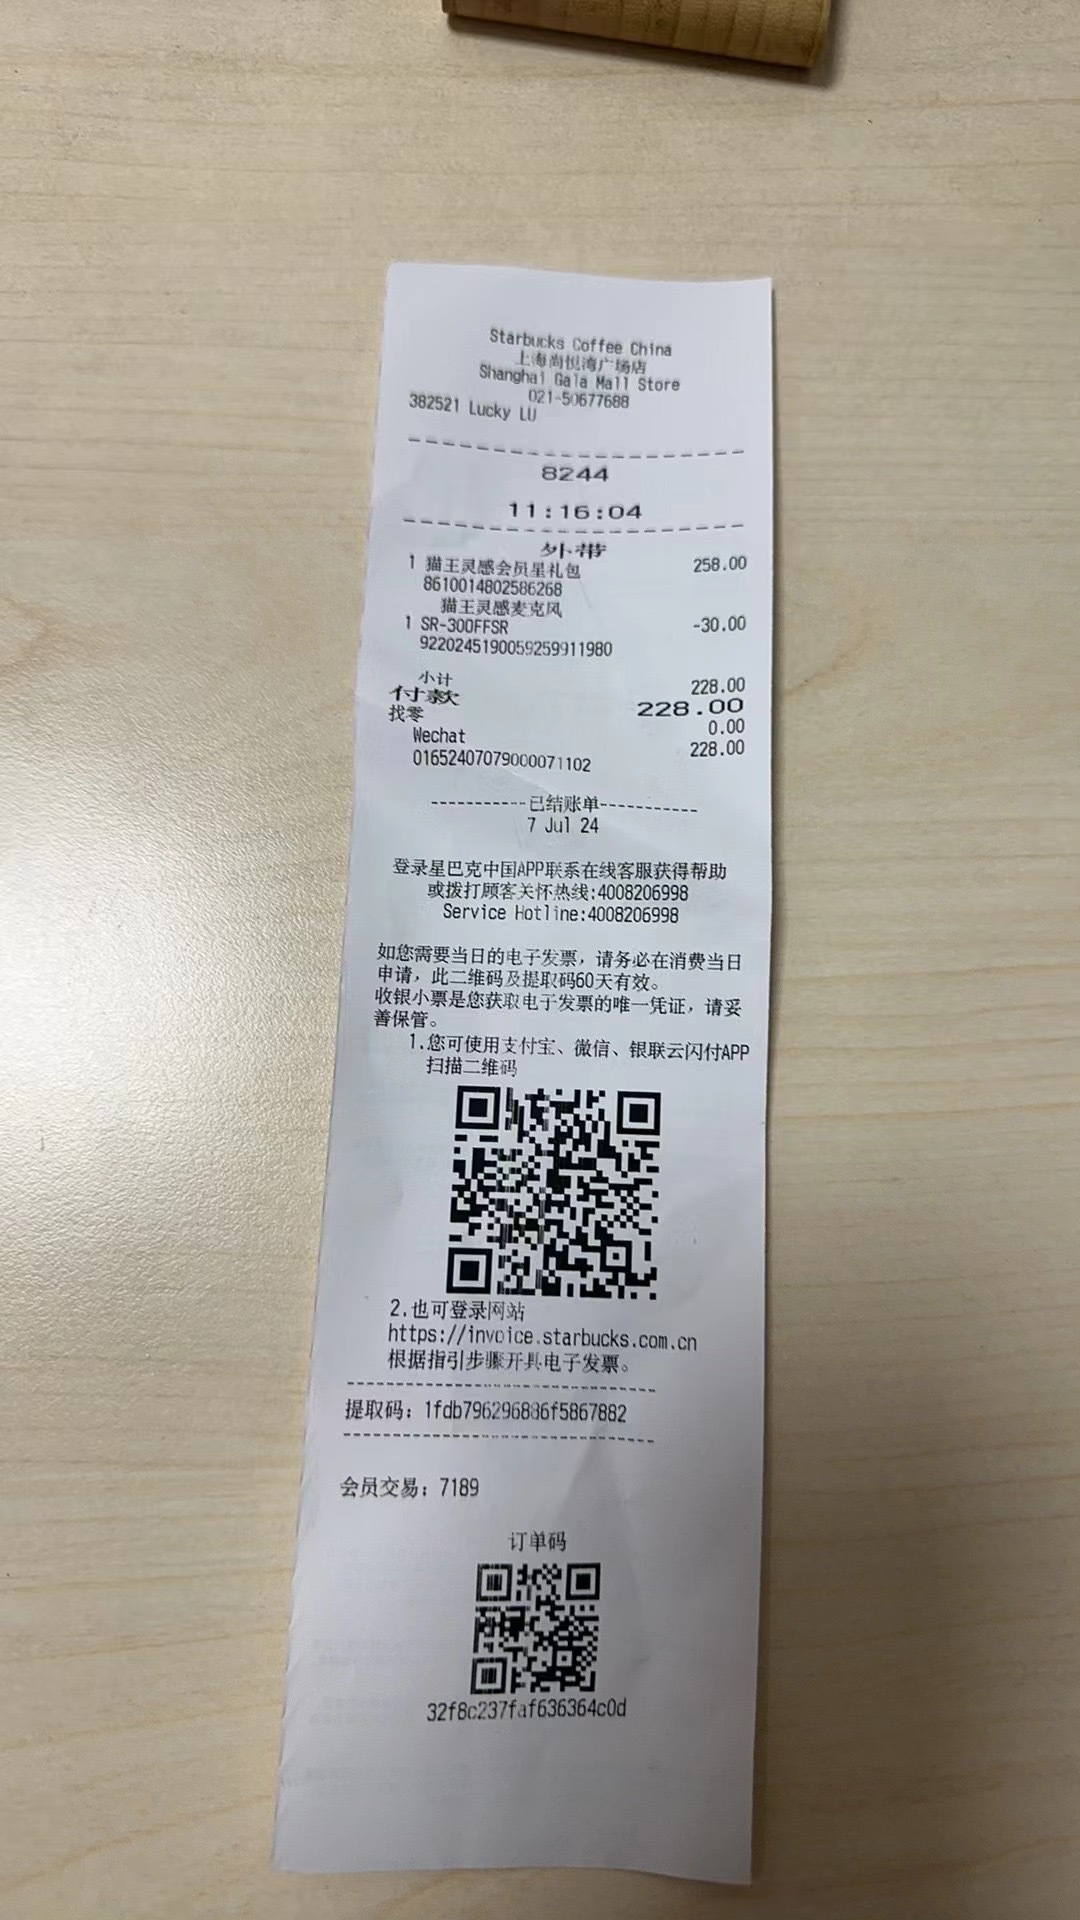 Starbucks Coffee China
上海尚悦湾广场店
Shanghai Gala Mall Store
021-50677688
382521 Lucky LU
8244
11:16:04
外带
1 猫王灵感会员星礼包 258.00
8610014802586268
猫王灵感麦克风
1 SR-300FFSR -30.00
9220245190059259911980
小计 228.00
付款 228.00
找零 0.00
Wechat 228.00
01652407079000071102
-----------已结账单-----------
7 Jul 24
登录星巴克中国APP联系在线客服获得帮助
或拨打顾客关怀热线:4008206998
Service Hotline:4008206998
如您需要当日的电子发票，请务必在消费当日
申请，此二维码及提取码60天有效。
收银小票是您获取电子发票的唯一凭证，请妥
善保管。
1.您可使用支付宝、微信、银联云闪付APP
扫描二维码
2.也可登录网站
https://invoice.starbucks.com.cn
根据指引步骤开具电子发票。
提取码：1fdb796296886f5867882
会员交易：7189
订单码
32f8c237faf636364c0d